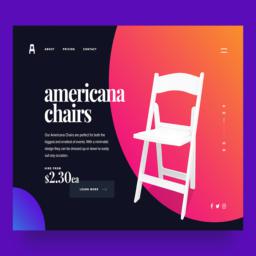 ABOUT
PRICING
CONTACT
americana
chairs
Our Americana Chairs are perfect for both the
biggest and smallest of events. With a minimalist
design they can be dressed up or down to easily
suit any occasion.
HIRE FROM
$2.30ea
LEARN MORE